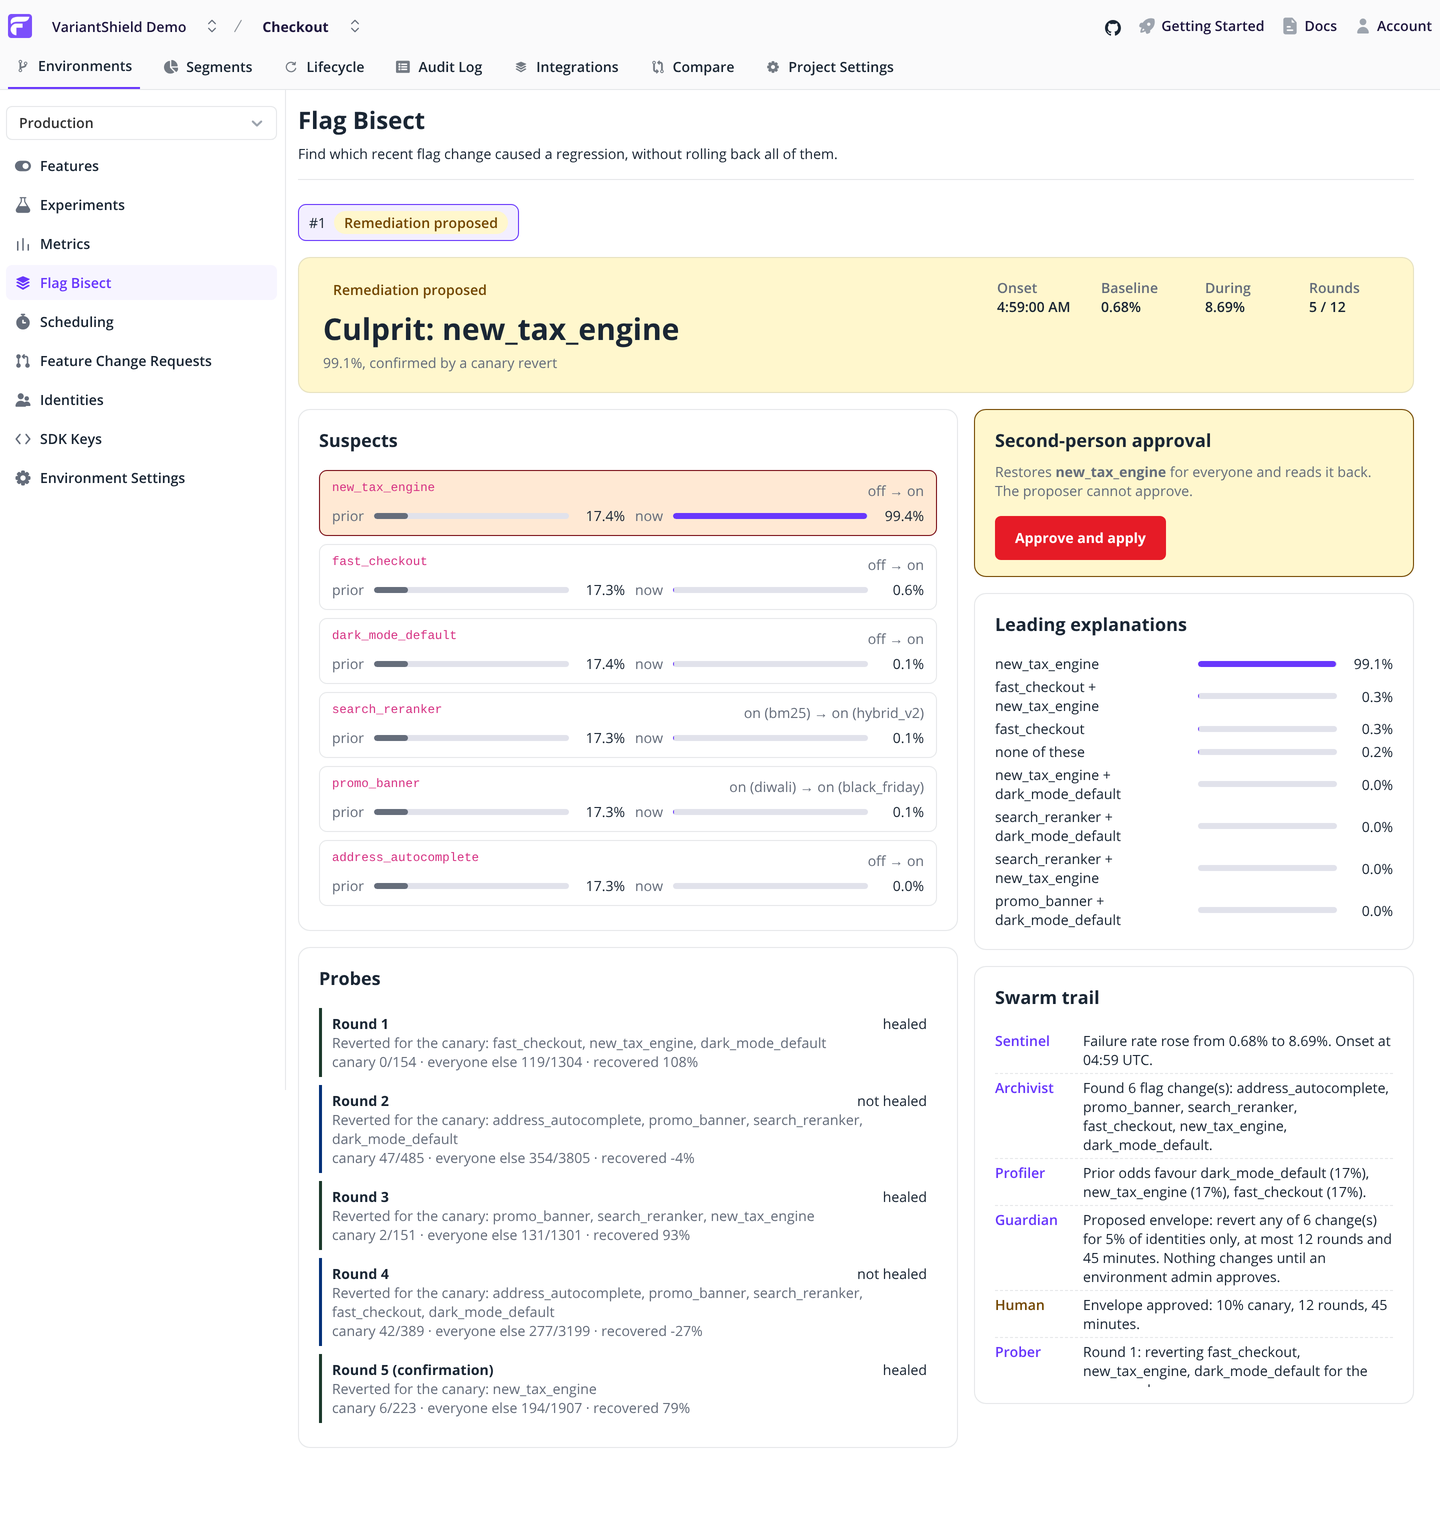 VariantShield Demo / Checkout
Getting Started Docs Account
Environments Segments Lifecycle Audit Log Integrations Compare Project Settings
Production
Features
Experiments
Metrics
Flag Bisect
Scheduling
Feature Change Requests
Identities
SDK Keys
Environment Settings
Flag Bisect
Find which recent flag change caused a regression, without rolling back all of them.
#1 Remediation proposed
Remediation proposed
Culprit: new_tax_engine
99.1%, confirmed by a canary revert
Onset Baseline During Rounds
4:59:00 AM 0.68% 8.69% 5 / 12
Suspects
new_tax_engine off → on
prior 17.4% now 99.4%
fast_checkout off → on
prior 17.3% now 0.6%
dark_mode_default off → on
prior 17.4% now 0.1%
search_reranker on (bm25) → on (hybrid_v2)
prior 17.3% now 0.1%
promo_banner on (diwali) → on (black_friday)
prior 17.3% now 0.1%
address_autocomplete off → on
prior 17.3% now 0.0%
Probes
Round 1 healed
Reverted for the canary: fast_checkout, new_tax_engine, dark_mode_default
canary 0/154 · everyone else 119/1304 · recovered 108%
Round 2 not healed
Reverted for the canary: address_autocomplete, promo_banner, search_reranker,
dark_mode_default
canary 47/485 · everyone else 354/3805 · recovered -4%
Round 3 healed
Reverted for the canary: promo_banner, search_reranker, new_tax_engine
canary 2/151 · everyone else 131/1301 · recovered 93%
Round 4 not healed
Reverted for the canary: address_autocomplete, promo_banner, search_reranker,
fast_checkout, dark_mode_default
canary 42/389 · everyone else 277/3199 · recovered -27%
Round 5 (confirmation) healed
Reverted for the canary: new_tax_engine
canary 6/223 · everyone else 194/1907 · recovered 79%
Second-person approval
Restores new_tax_engine for everyone and reads it back.
The proposer cannot approve.
Approve and apply
Leading explanations
new_tax_engine 99.1%
fast_checkout +
new_tax_engine 0.3%
fast_checkout 0.3%
none of these 0.2%
new_tax_engine +
dark_mode_default 0.0%
search_reranker +
dark_mode_default 0.0%
search_reranker +
new_tax_engine 0.0%
promo_banner +
dark_mode_default 0.0%
Swarm trail
Sentinel Failure rate rose from 0.68% to 8.69%. Onset at
04:59 UTC.
Archivist Found 6 flag change(s): address_autocomplete,
promo_banner, search_reranker,
fast_checkout, new_tax_engine,
dark_mode_default.
Profiler Prior odds favour dark_mode_default (17%),
new_tax_engine (17%), fast_checkout (17%).
Guardian Proposed envelope: revert any of 6 change(s)
for 5% of identities only, at most 12 rounds and
45 minutes. Nothing changes until an
environment admin approves.
Human Envelope approved: 10% canary, 12 rounds, 45
minutes.
Prober Round 1: reverting fast_checkout,
new_tax_engine, dark_mode_default for the